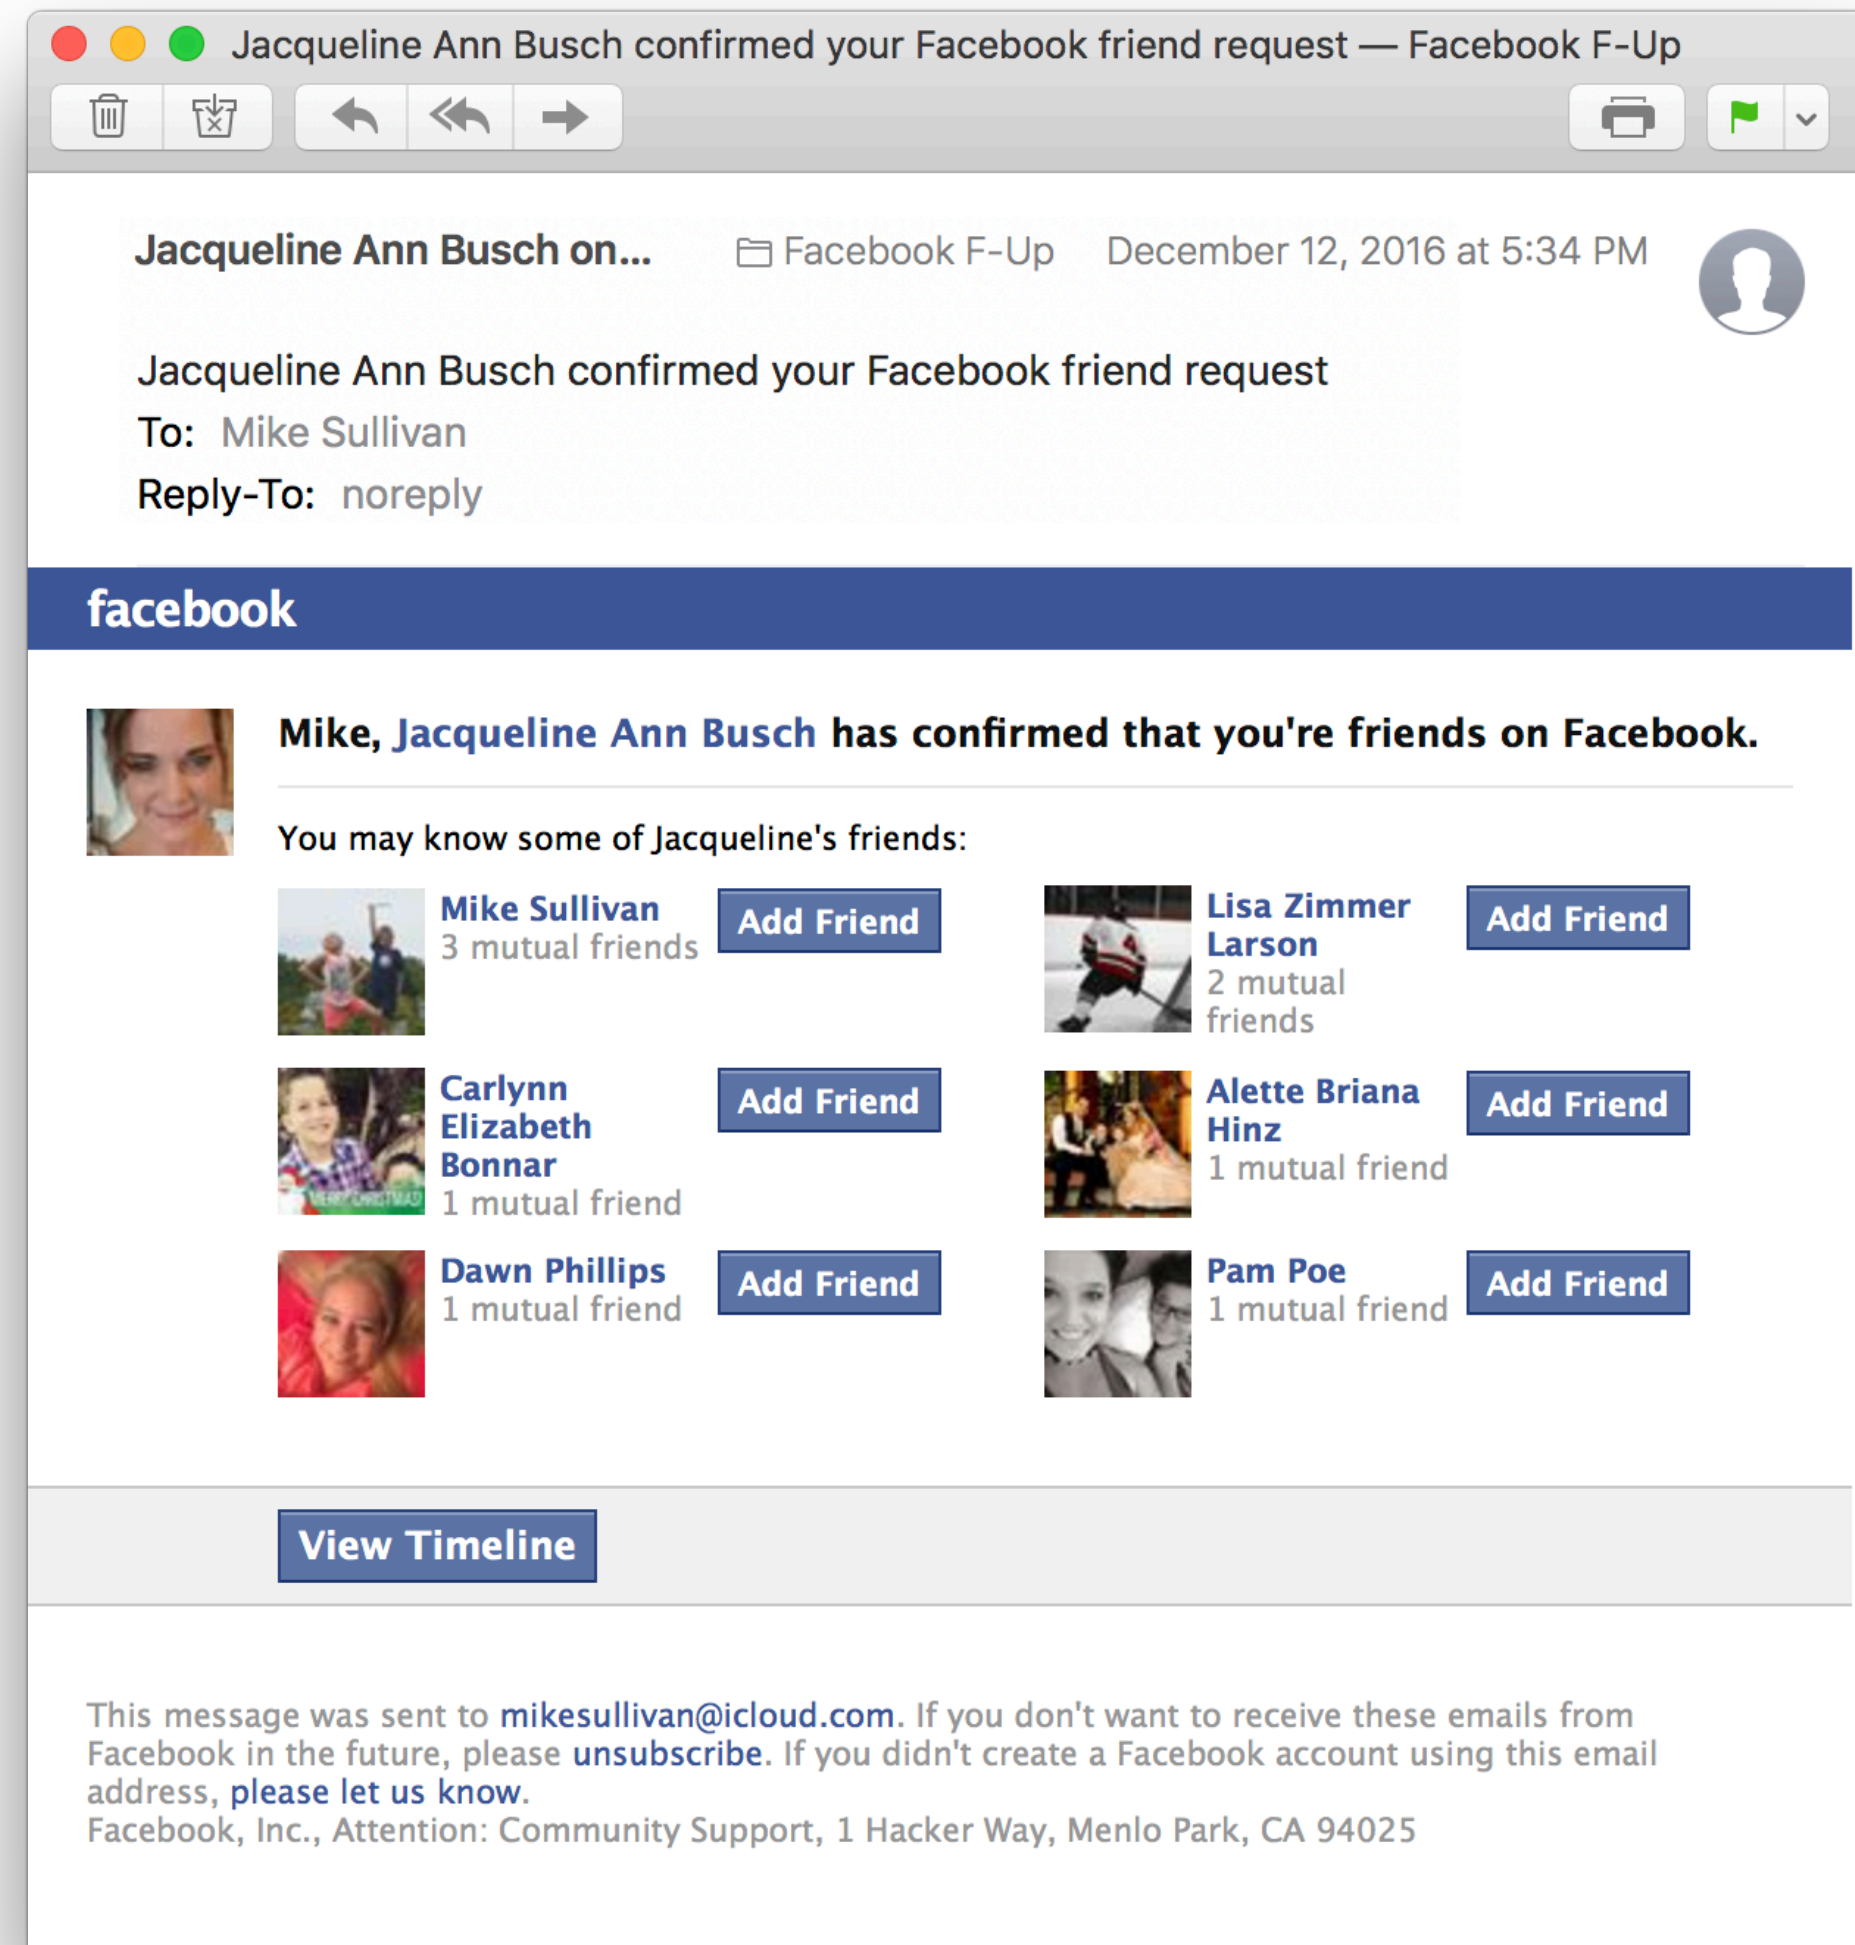 Jacqueline Ann Busch confirmed your Facebook friend request — Facebook F-Up
Jacqueline Ann Busch on...
Facebook F-Up
December 12, 2016 at 5:34 PM
Jacqueline Ann Busch confirmed your Facebook friend request
To: Mike Sullivan
Reply-To: noreply
facebook
Mike, Jacqueline Ann Busch has confirmed that you're friends on Facebook.
You may know some of Jacqueline's friends:
Mike Sullivan
3 mutual friends
Add Friend
Lisa Zimmer
Larson
2 mutual
friends
Add Friend
4
Carlynn
Elizabeth
Bonnar
1 mutual friend
Add Friend
MERRY CHRISTMAS
Alette Briana
Hinz
1 mutual friend
Add Friend
Dawn Phillips
1 mutual friend
Add Friend
Pam Poe
1 mutual friend
Add Friend
View Timeline
This message was sent to mikesullivan@icloud.com. If you don't want to receive these emails from
Facebook in the future, please unsubscribe. If you didn't create a Facebook account using this email
address, please let us know.
Facebook, Inc., Attention: Community Support, 1 Hacker Way, Menlo Park, CA 94025